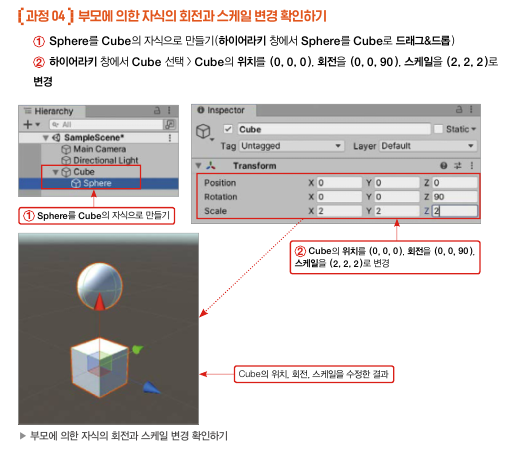 [과정 04] 부모에 의한 자식의 회전과 스케일 변경 확인하기
① Sphere를 Cube의 자식으로 만들기(하이어라키 창에서 Sphere를 Cube로 드래그&드롭)
② 하이어라키 창에서 Cube 선택 > Cube의 위치를 (0, 0, 0), 회전을 (0, 0, 90), 스케일을 (2, 2, 2)로
변경
Hierarchy
All
SampleScene*
Main Camera
Directional Light
Cube
Sphere
① Sphere를 Cube의 자식으로 만들기
Inspector
Cube Static
Tag Untagged Layer Default
Transform
Position X 0 Y 0 Z 0
Rotation X 0 Y 0 Z 90
Scale X 2 Y 2 Z 2
② Cube의 위치를 (0, 0, 0), 회전을 (0, 0, 90),
스케일을 (2, 2, 2)로 변경
Cube의 위치, 회전, 스케일을 수정한 결과
▶ 부모에 의한 자식의 회전과 스케일 변경 확인하기